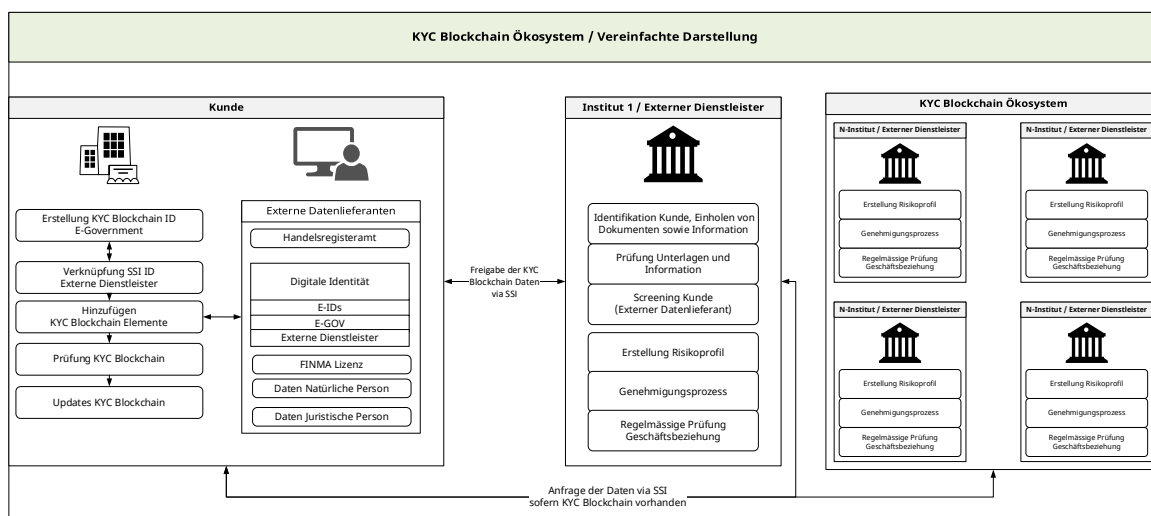 KYC Blockchain Ökosystem / Vereinfachte Darstellung
Kunde
Erstellung KYC Blockchain ID
E-Government
Verknüpfung SSI ID
Externe Dienstleister
Hinzufügen
KYC Blockchain Elemente
Prüfung KYC Blockchain
Updates KYC Blockchain
Externe Datenlieferanten
Handelsregisteramt
Digitale Identität
E-IDs
E-GOV
Externe Dienstleister
FINMA Lizenz
Daten Natürliche Person
Daten Juristische Person
Freigabe der KYC
Blockchain Daten
via SSI
Institut 1 / Externer Dienstleister
Identifikation Kunde, Einholen von
Dokumenten sowie Information
Prüfung Unterlagen und
Information
Screening Kunde
(Externer Datenlieferant)
Erstellung Risikoprofil
Genehmigungsprozess
Regelmässige Prüfung
Geschäftsbeziehung
KYC Blockchain Ökosystem
N-Institut / Externer Dienstleister
Erstellung Risikoprofil
Genehmigungsprozess
Regelmässige Prüfung
Geschäftsbeziehung
N-Institut / Externer Dienstleister
Erstellung Risikoprofil
Genehmigungsprozess
Regelmässige Prüfung
Geschäftsbeziehung
N-Institut / Externer Dienstleister
Erstellung Risikoprofil
Genehmigungsprozess
Regelmässige Prüfung
Geschäftsbeziehung
N-Institut / Externer Dienstleister
Erstellung Risikoprofil
Genehmigungsprozess
Regelmässige Prüfung
Geschäftsbeziehung
Anfrage der Daten via SSI
sofern KYC Blockchain vorhanden